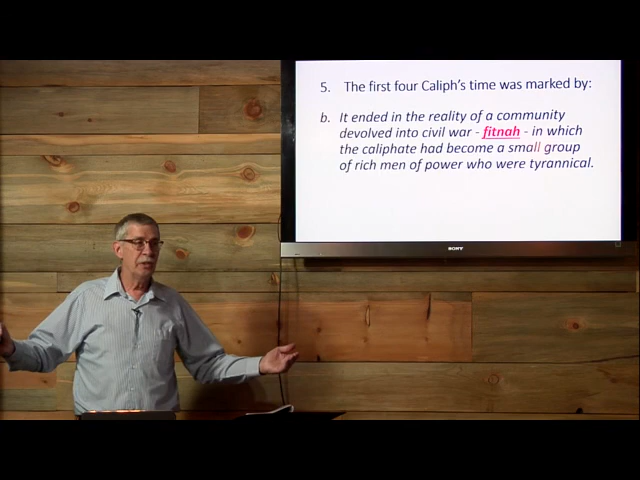 5. The first four Caliph's time was marked by:
b. It ended in the reality of a community
devolved into civil war - fitnah - in which
the caliphate had become a small group
of rich men of power who were tyrannical.
SONY